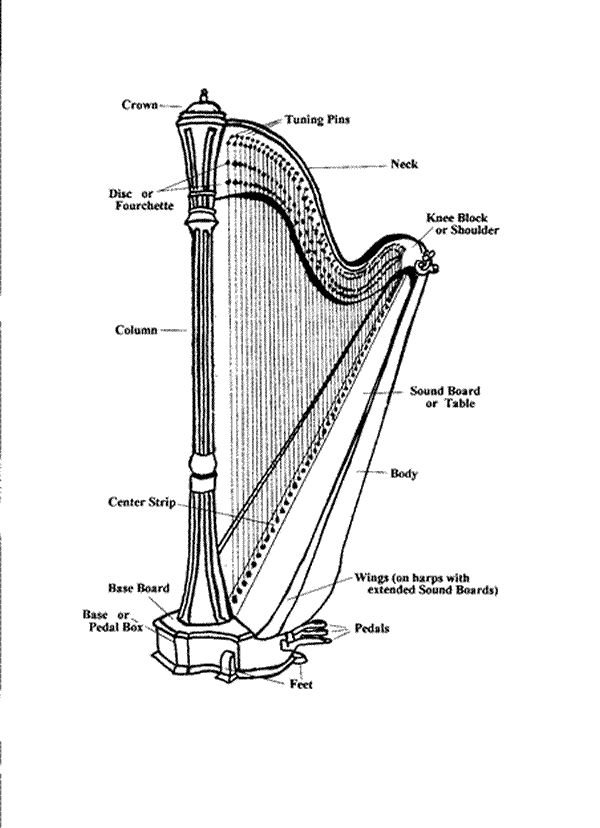 Crown
Tuning Pins
Neck
Disc or
Fourchette
Knee Block
or Shoulder
Column
Sound Board
or Table
Body
Center Strip
Wings (on harps with
extended Sound Boards)
Base Board
Base or
Pedal Box
Pedals
Feet